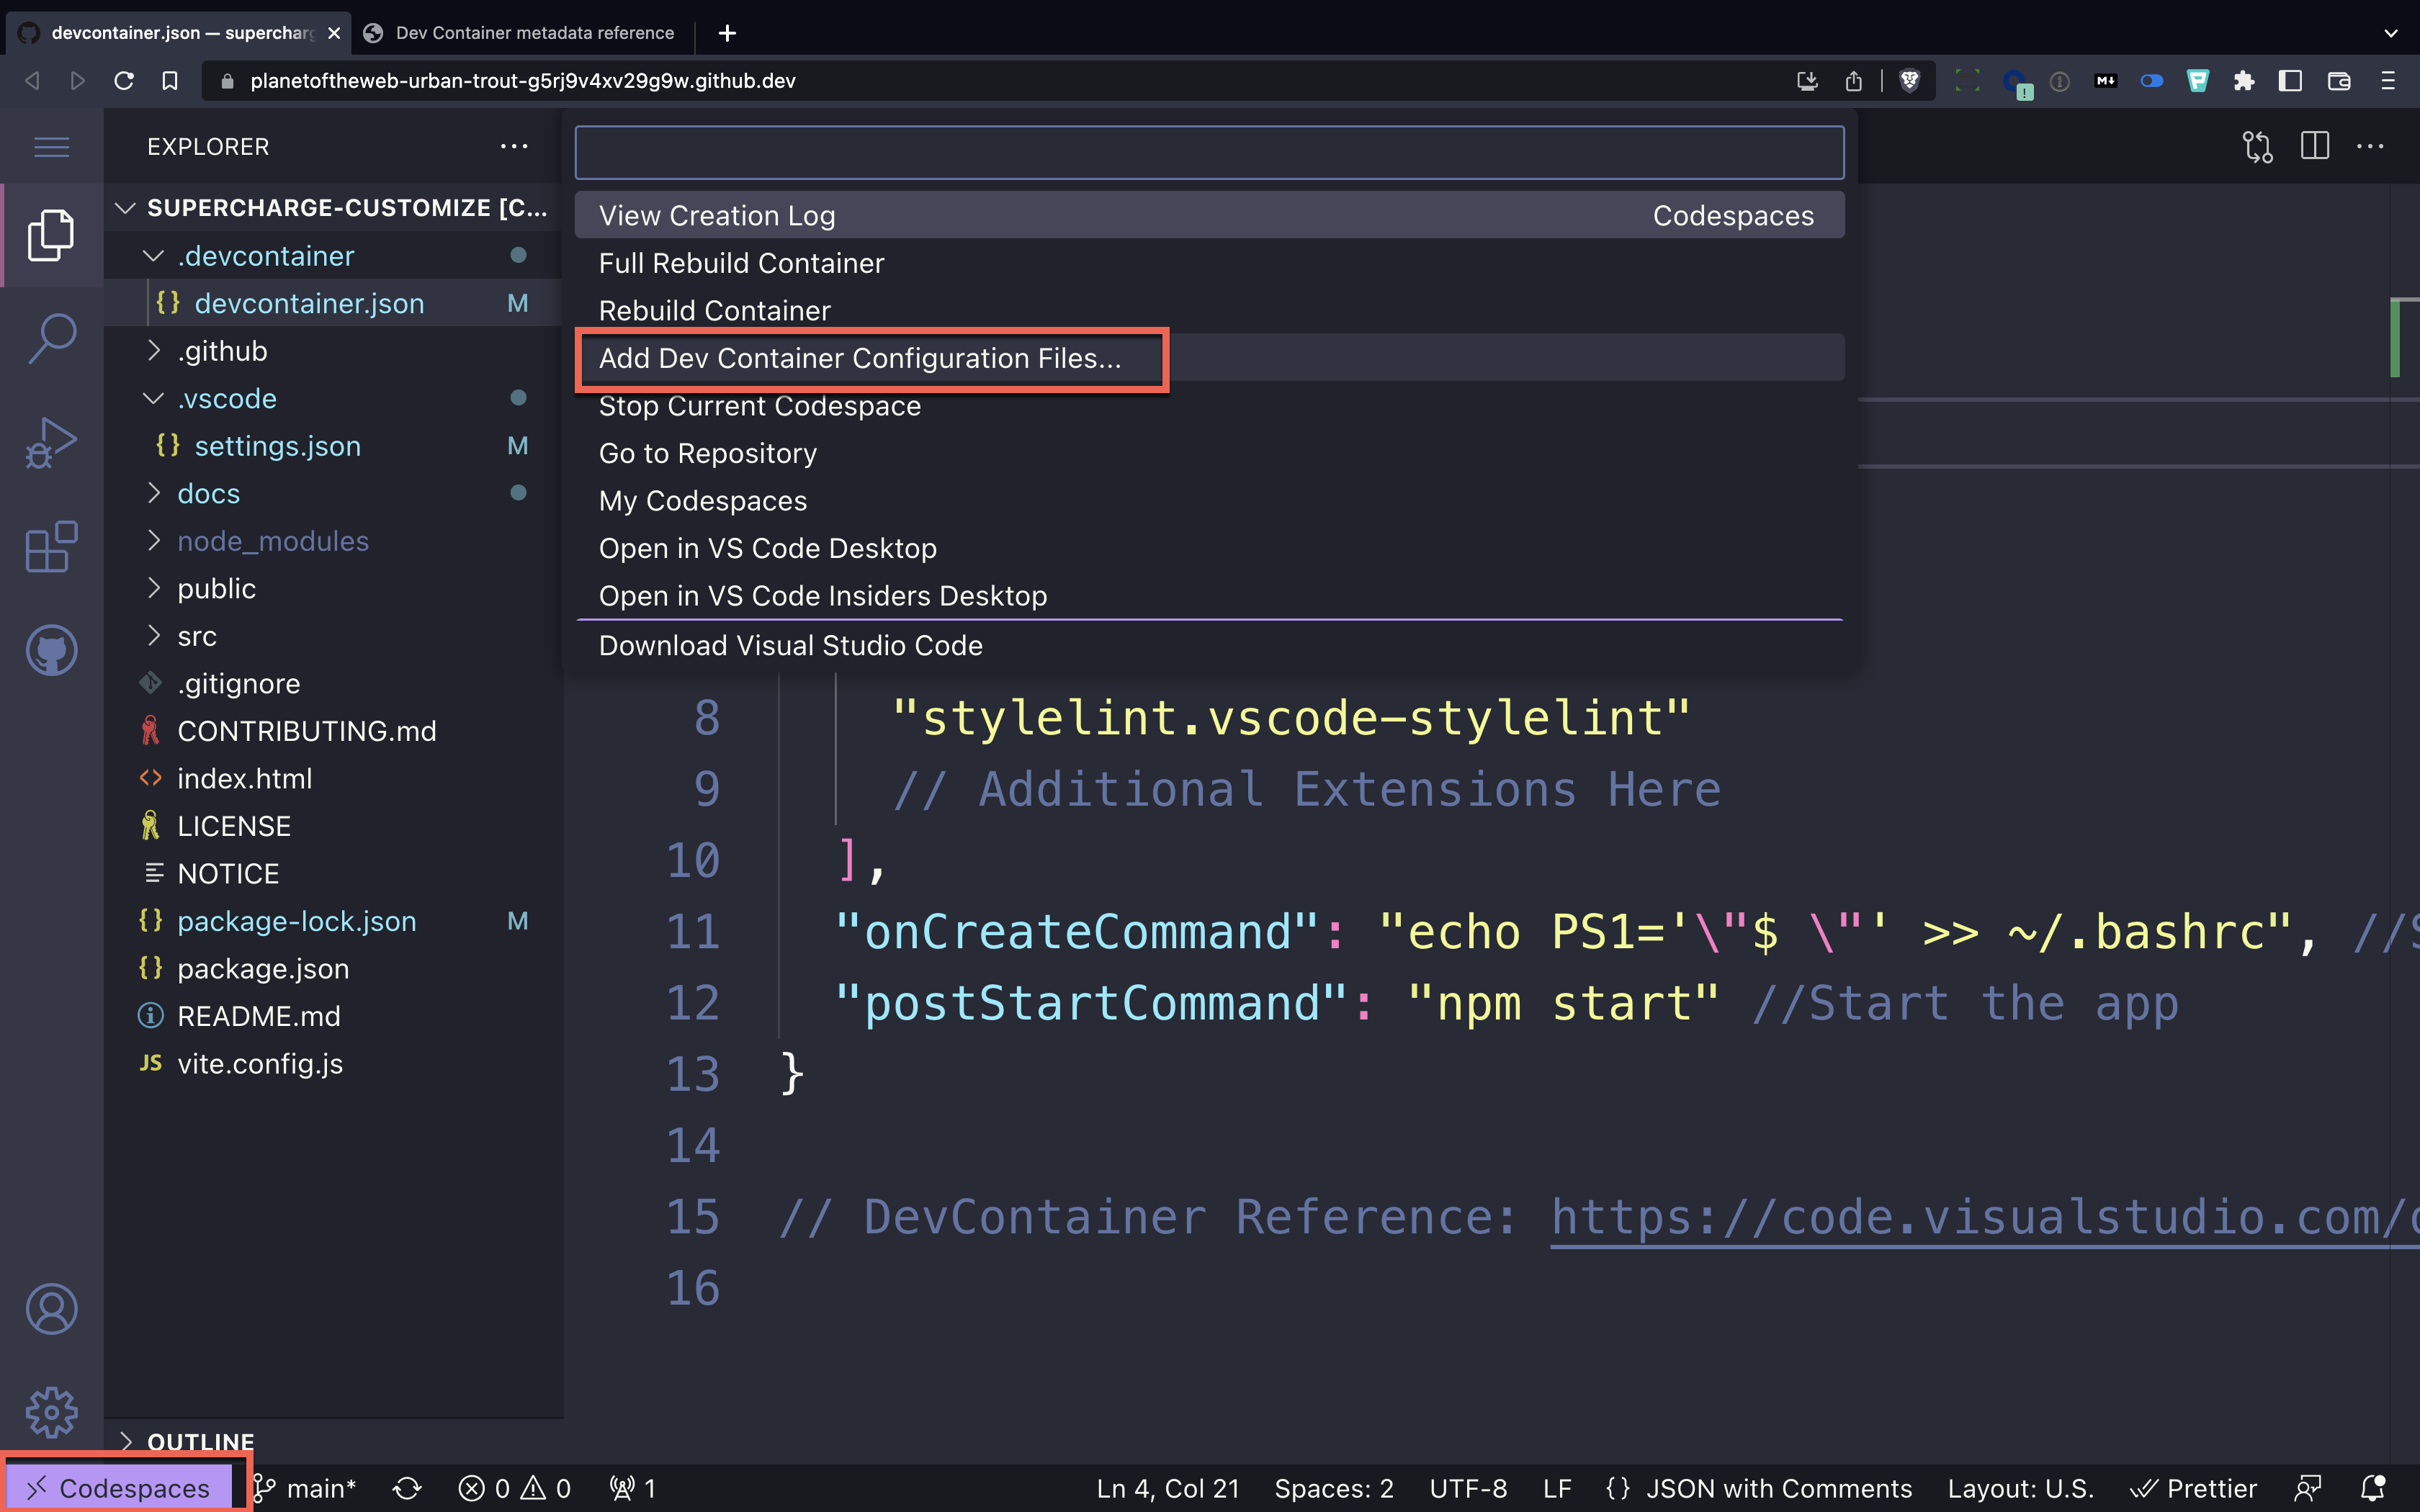 devcontainer.json — supercharg
Dev Container metadata reference
planetoftheweb-urban-trout-g5rj9v4xv29g9w.github.dev
EXPLORER
SUPERCHARGE-CUSTOMIZE [C...
.devcontainer
{} devcontainer.json M
.github
.vscode
{} settings.json M
docs
node_modules
public
src
.gitignore
CONTRIBUTING.md
index.html
LICENSE
NOTICE
{} package-lock.json M
{} package.json
README.md
JS vite.config.js
OUTLINE
View Creation Log Codespaces
Full Rebuild Container
Rebuild Container
Add Dev Container Configuration Files...
Stop Current Codespace
Go to Repository
My Codespaces
Open in VS Code Desktop
Open in VS Code Insiders Desktop
Download Visual Studio Code
8 "stylelint.vscode-stylelint"
9 // Additional Extensions Here
10 ],
11 "onCreateCommand": "echo PS1='\"$ \"' >> ~/.bashrc", //S
12 "postStartCommand": "npm start" //Start the app
13 }
14
15 // DevContainer Reference: https://code.visualstudio.com/
16
Codespaces main* 0 0 1 Ln 4, Col 21 Spaces: 2 UTF-8 LF {} JSON with Comments Layout: U.S. Prettier